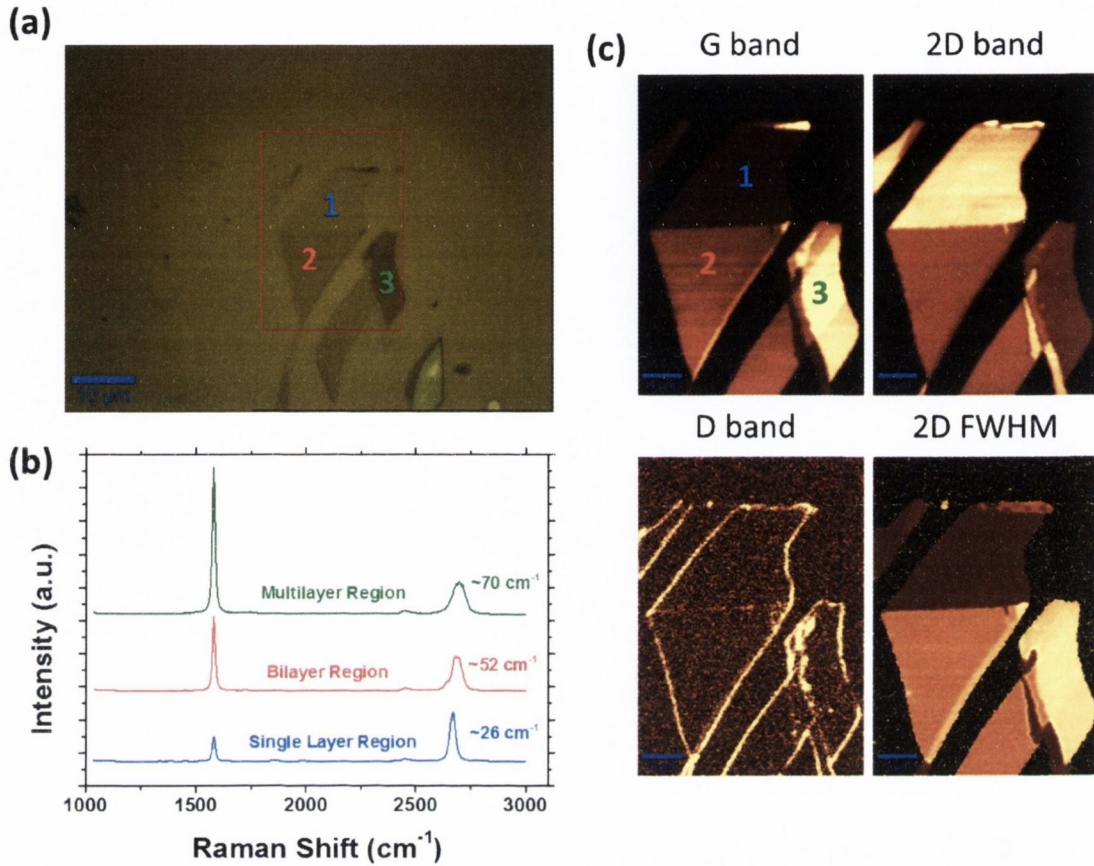 (a)
1
2
3
10 µm
(b)
Intensity (a.u.)
Multilayer Region
~70 cm⁻¹
Bilayer Region
~52 cm⁻¹
Single Layer Region
~26 cm⁻¹
1000 1500 2000 2500 3000
Raman Shift (cm⁻¹)
(c)
G band
2D band
1
2
3
D band
2D FWHM